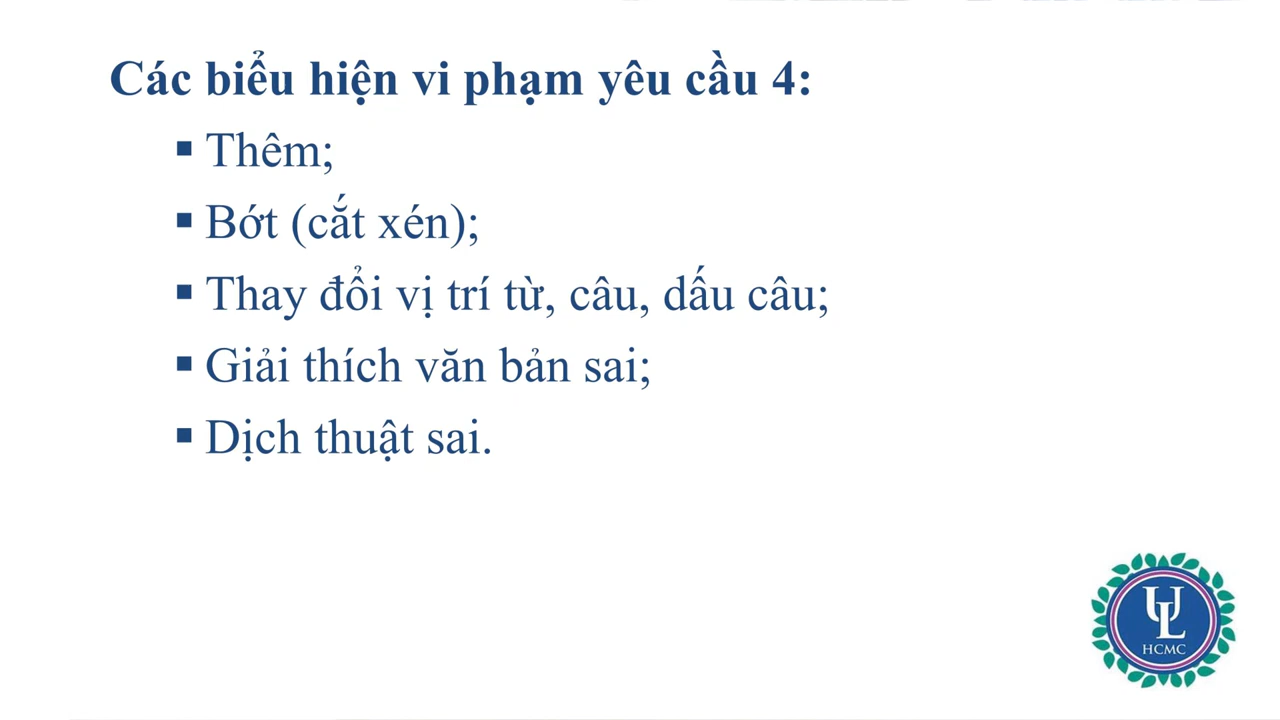 Các biểu hiện vi phạm yêu cầu 4:
▪ Thêm;
▪ Bớt (cắt xén);
▪ Thay đổi vị trí từ, câu, dấu câu;
▪ Giải thích văn bản sai;
▪ Dịch thuật sai.
UL
HCMC